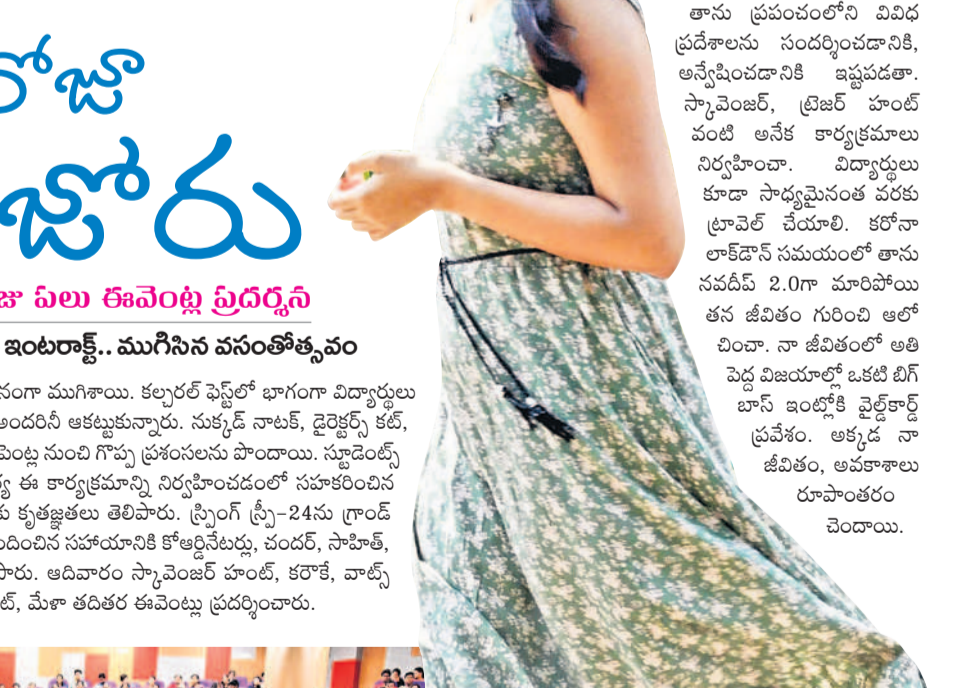 రోజూ
జోరు
ఏలు ఈవెంట్ల ప్రదర్శన
ఇంటరాక్ట్.. ముగిసిన వసంతోత్సవం
ముగిశాయి. కల్చరల్ ఫెస్ట్‌లో భాగంగా విద్యార్థులు
అందరినీ ఆకట్టుకున్నారు. నుక్కడ్ నాటక్, డైరెక్టర్స్ కట్,
నుంచి గొప్ప ప్రశంసలను పొందాయి. స్టూడెంట్స్
ఈ కార్యక్రమాన్ని నిర్వహించడంలో సహకరించిన
కృతజ్ఞతలు తెలిపారు. స్ప్రింగ్ స్ప్రీ-24ను గ్రాండ్
సహాయానికి కోఆర్డినేటర్లు, చందర్, సాహిత్,
ఆదివారం స్కావెంజర్ హంట్, కరౌకే, వాట్స్
మేళా తదితర ఈవెంట్లు ప్రదర్శించారు.
తాను ప్రపంచంలోని వివిధ
ప్రదేశాలను సందర్శించడానికి,
అన్వేషించడానికి ఇష్టపడతా.
స్కావెంజర్, ట్రెజర్ హంట్
వంటి అనేక కార్యక్రమాలు
నిర్వహించా. విద్యార్థులు
కూడా సాధ్యమైనంత వరకు
ట్రావెల్ చేయాలి. కరోనా
లాక్‌డౌన్ సమయంలో తాను
నవదీప్ 2.0గా మారిపోయి
తన జీవితం గురించి ఆలో
చించా. నా జీవితంలో అతి
పెద్ద విజయాల్లో ఒకటి బిగ్
బాస్ ఇంట్లోకి వైల్డ్‌కార్డ్
ప్రవేశం. అక్కడ నా
జీవితం, అవకాశాలు
రూపాంతరం
చెందాయి.